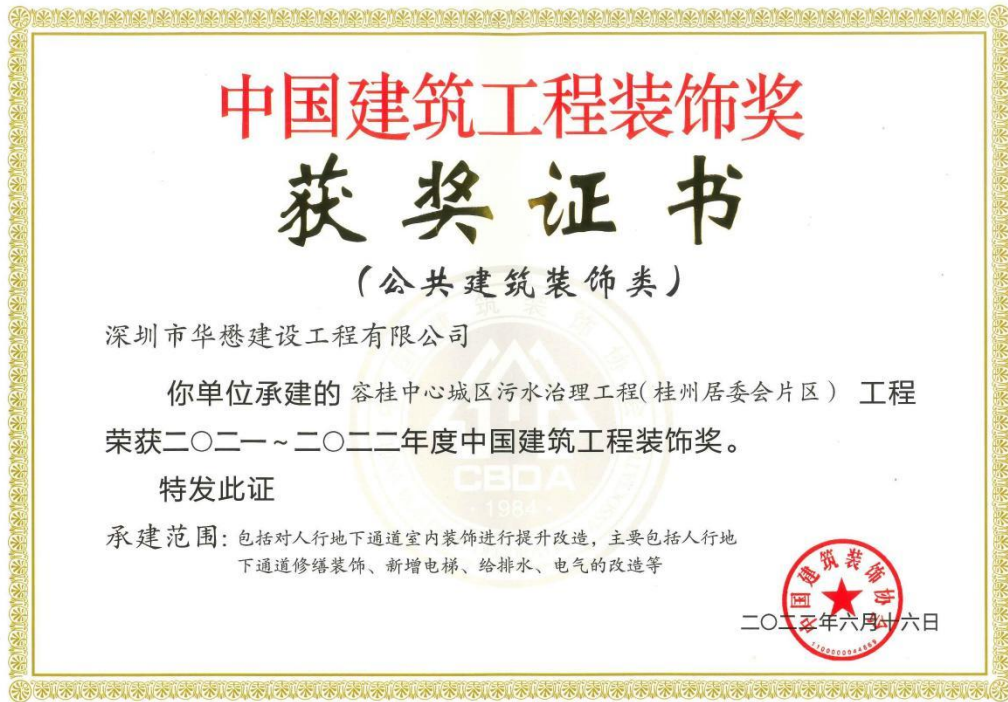 中国建筑工程装饰奖
获奖证书
(公共建筑装饰类)
深圳市华懋建设工程有限公司
你单位承建的 容桂中心城区污水治理工程(桂州居委会片区) 工程
荣获二〇二一~二〇二二年度中国建筑工程装饰奖。
特发此证
承建范围: 包括对人行地下通道室内装饰进行提升改造，主要包括人行地
下通道修缮装饰、新增电梯、给排水、电气的改造等
CBDA
·1984·
中国建筑装饰协会
二〇二三年六月十六日